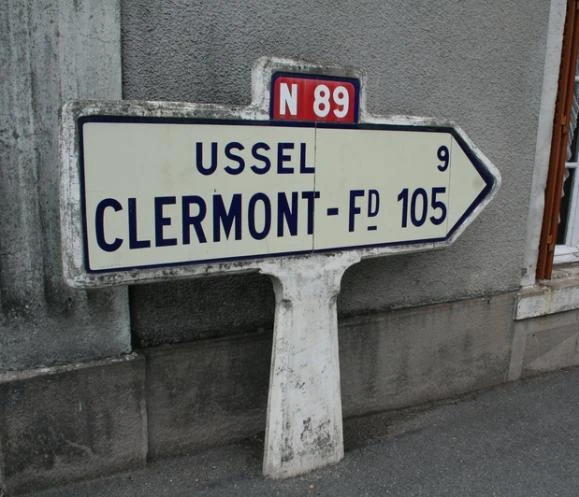 N 89
USSEL 9
CLERMONT-FD 105